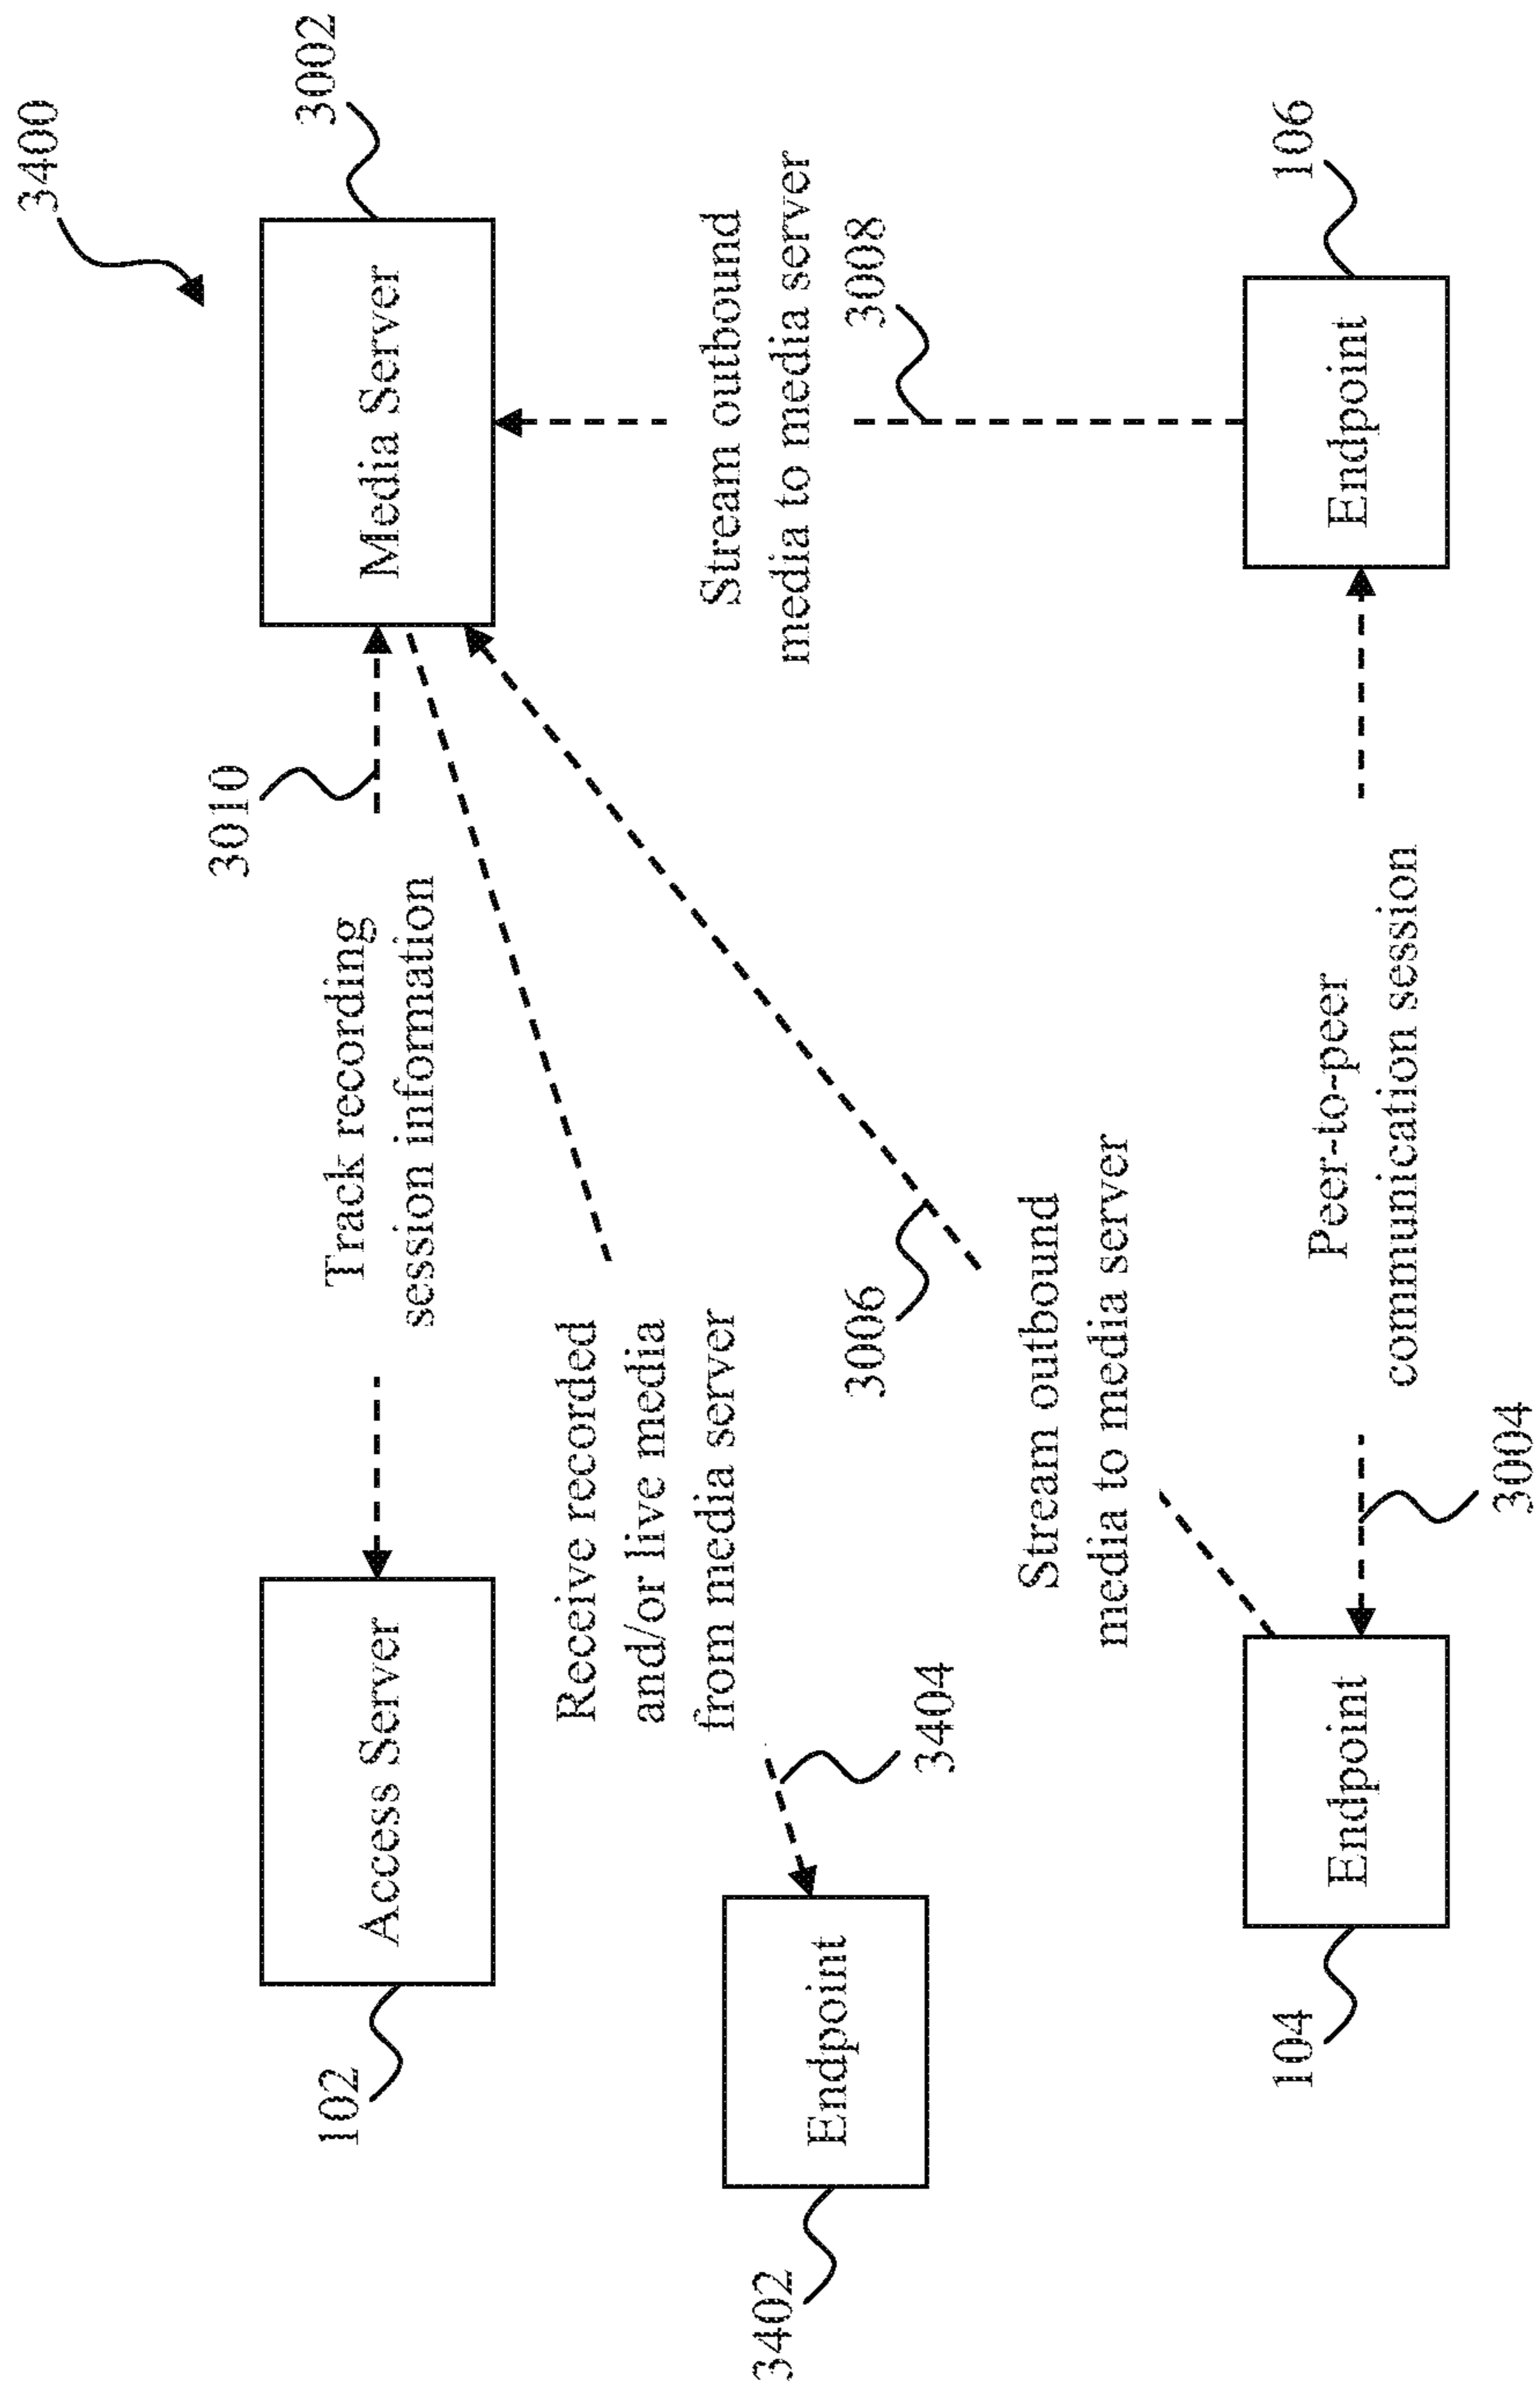 3400
102
Access Server
Track recording
session information
3010
Media Server
3002
Receive recorded
and/or live media
from media server
3402
Endpoint
3404
3006
Stream outbound
media to media server
Stream outbound
media to media server
3008
104
Endpoint
3004
Peer-to-peer
communication session
Endpoint
106